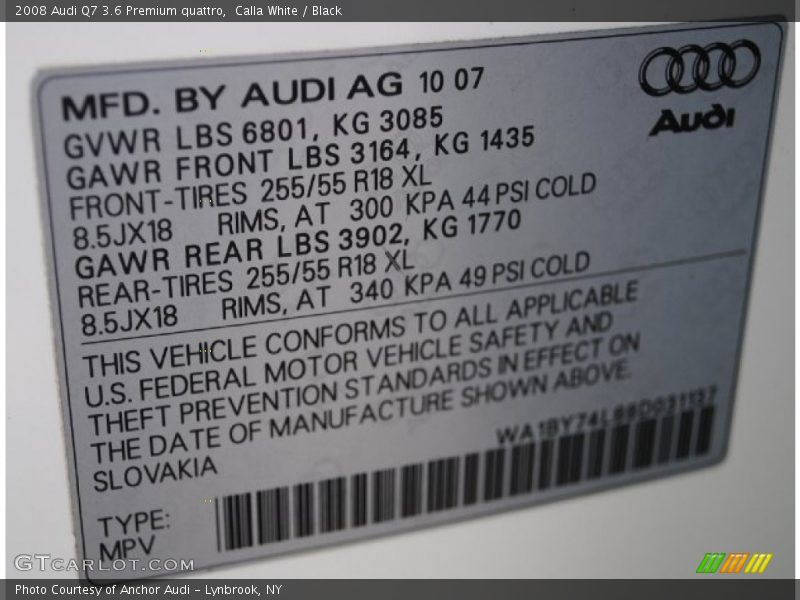 2008 Audi Q7 3.6 Premium quattro,  Calla White / Black
MFD. BY AUDI AG 10 07
GVWR LBS 6801, KG 3085
GAWR FRONT LBS 3164, KG 1435
FRONT-TIRES 255/55 R18 XL
8.5JX18 RIMS, AT 300 KPA 44 PSI COLD
GAWR REAR LBS 3902, KG 1770
REAR-TIRES 255/55 R18 XL
8.5JX18 RIMS, AT 340 KPA 49 PSI COLD
Audi
THIS VEHICLE CONFORMS TO ALL APPLICABLE
U.S. FEDERAL MOTOR VEHICLE SAFETY AND
THEFT PREVENTION STANDARDS IN EFFECT ON
THE DATE OF MANUFACTURE SHOWN ABOVE.
SLOVAKIA
TYPE:
MPV
GTCARLOT.COM
Photo Courtesy of Anchor Audi - Lynbrook, NY